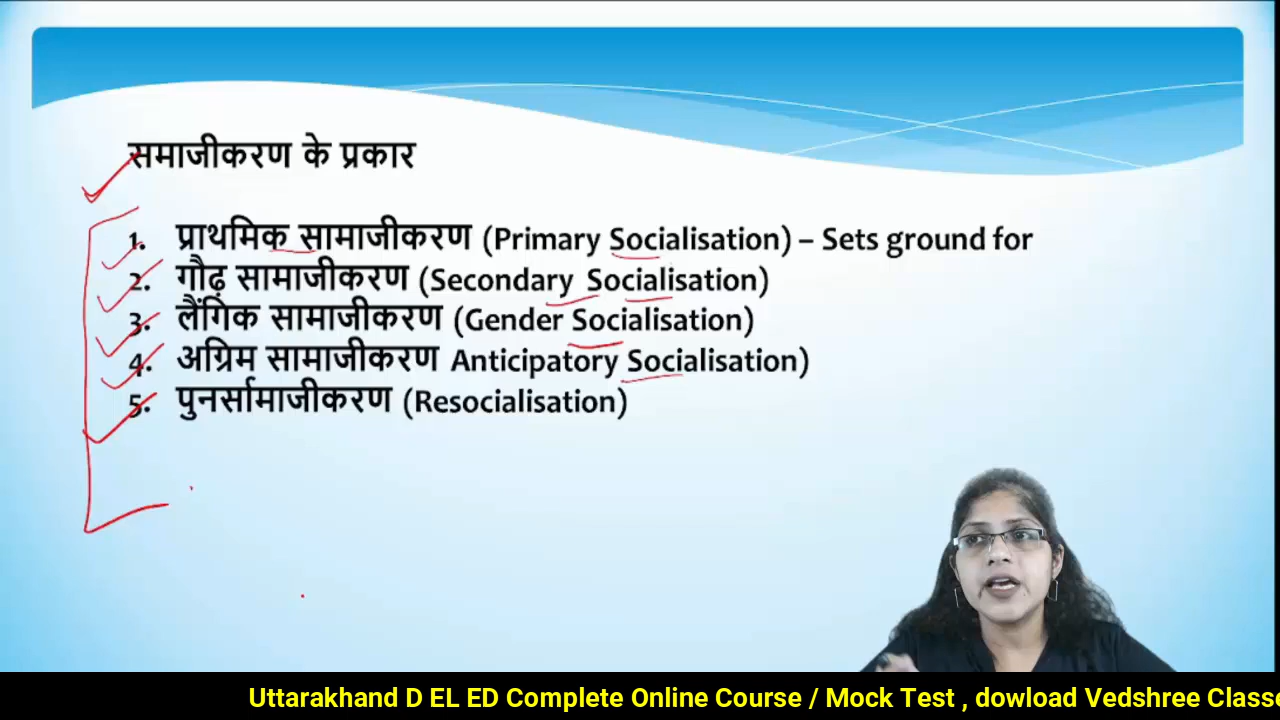 समाजीकरण के प्रकार
1. प्राथमिक सामाजीकरण (Primary Socialisation) – Sets ground for
2. गौढ़ सामाजीकरण (Secondary Socialisation)
3. लैंगिक सामाजीकरण (Gender Socialisation)
4. अग्रिम सामाजीकरण Anticipatory Socialisation)
5. पुनर्सामाजीकरण (Resocialisation)
Uttarakhand D EL ED Complete Online Course / Mock Test , dowload Vedshree Classe